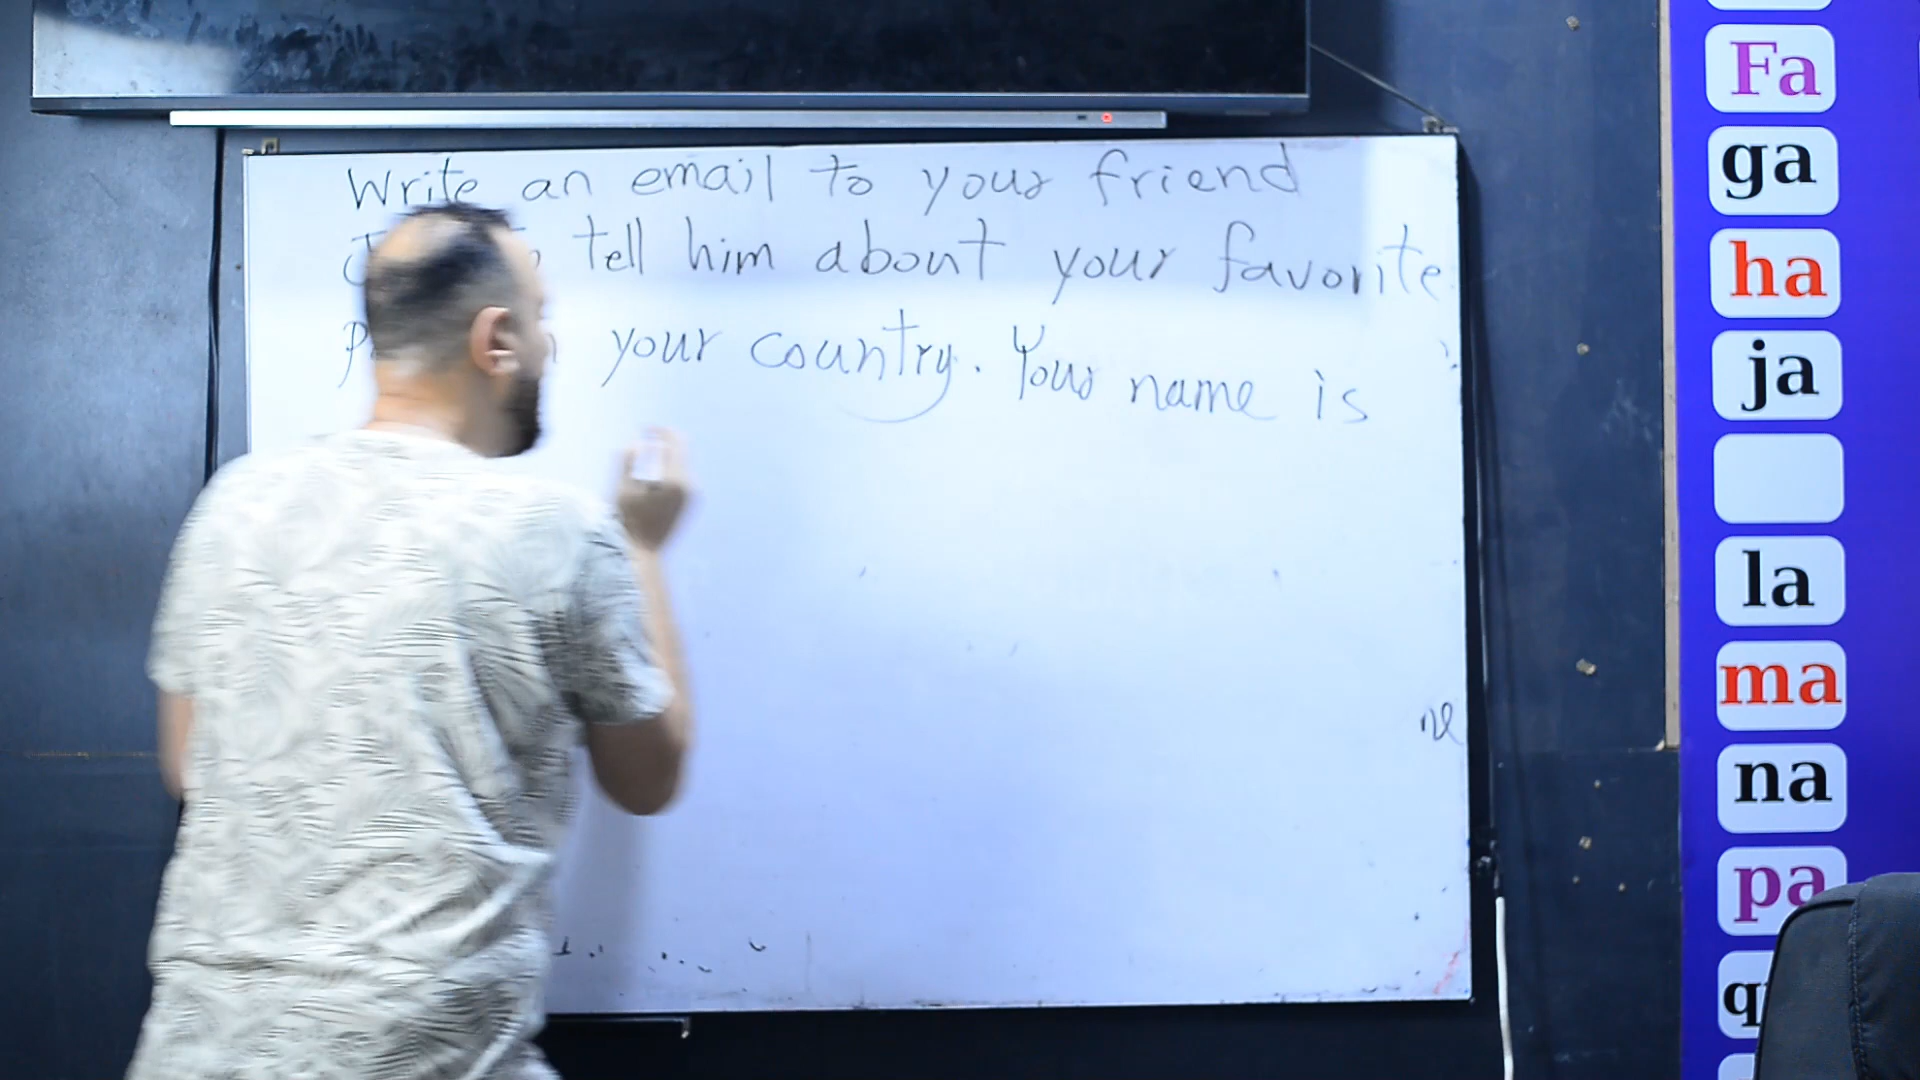 Write an email to your friend
tell him about your favorite
your country. Your name is
ne
Fa
ga
ha
ja
la
ma
na
pa